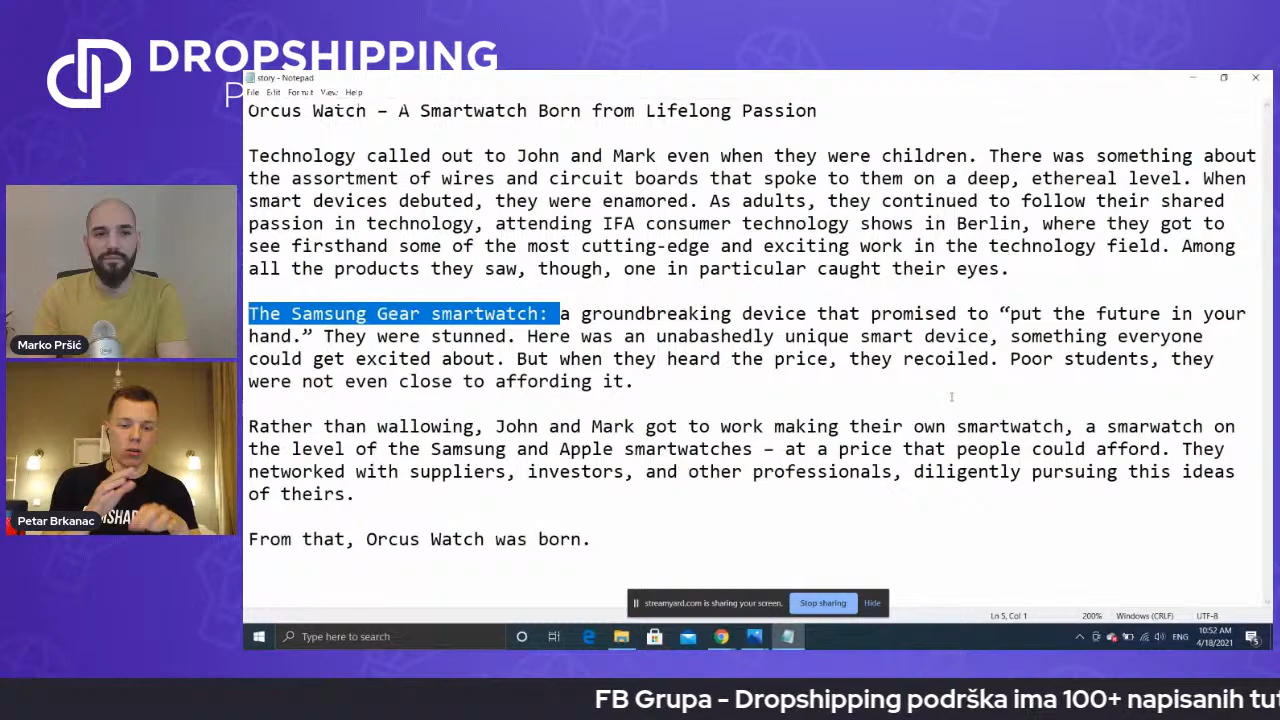 DROPSHIPPING
P
story - Notepad
File Edit Format View Help
Orcus Watch – A Smartwatch Born from Lifelong Passion
Technology called out to John and Mark even when they were children. There was something about
the assortment of wires and circuit boards that spoke to them on a deep, ethereal level. When
smart devices debuted, they were enamored. As adults, they continued to follow their shared
passion in technology, attending IFA consumer technology shows in Berlin, where they got to
see firsthand some of the most cutting-edge and exciting work in the technology field. Among
all the products they saw, though, one in particular caught their eyes.
The Samsung Gear smartwatch: a groundbreaking device that promised to “put the future in your
hand.” They were stunned. Here was an unabashedly unique smart device, something everyone
could get excited about. But when they heard the price, they recoiled. Poor students, they
were not even close to affording it.
Rather than wallowing, John and Mark got to work making their own smartwatch, a smarwatch on
the level of the Samsung and Apple smartwatches – at a price that people could afford. They
networked with suppliers, investors, and other professionals, diligently pursuing this ideas
of theirs.
From that, Orcus Watch was born.
Marko Pršić
Petar Brkanac
streamyard.com is sharing your screen.
Stop sharing
Hide
Ln 5, Col 1
200%
Windows (CRLF)
UTF-8
Type here to search
ENG
10:52 AM
4/18/2021
5
FB Grupa - Dropshipping podrška ima 100+ napisanih tut